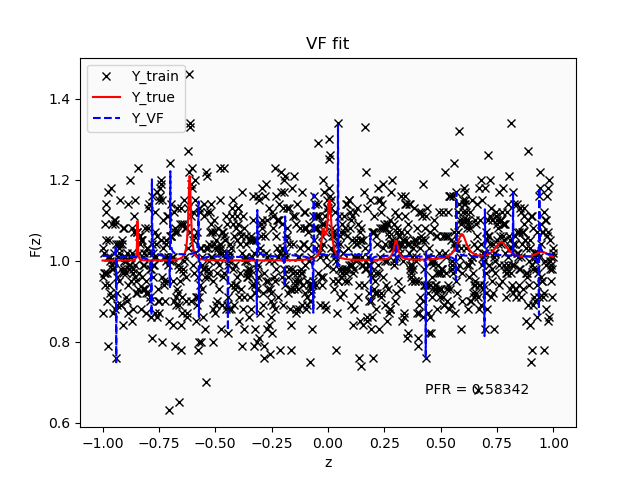 VF fit
Y_train
Y_true
Y_VF
F(z)
1.4
1.2
1.0
0.8
0.6
PFR = 0.58342
−1.00 −0.75 −0.50 −0.25 0.00 0.25 0.50 0.75 1.00
z